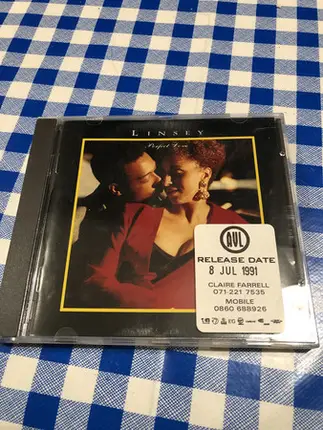 LINSEY
Perfect Love
AVL
RELEASE DATE
8 JUL 1991
CLAIRE FARRELL
071-221 7535
MOBILE
0860 688926